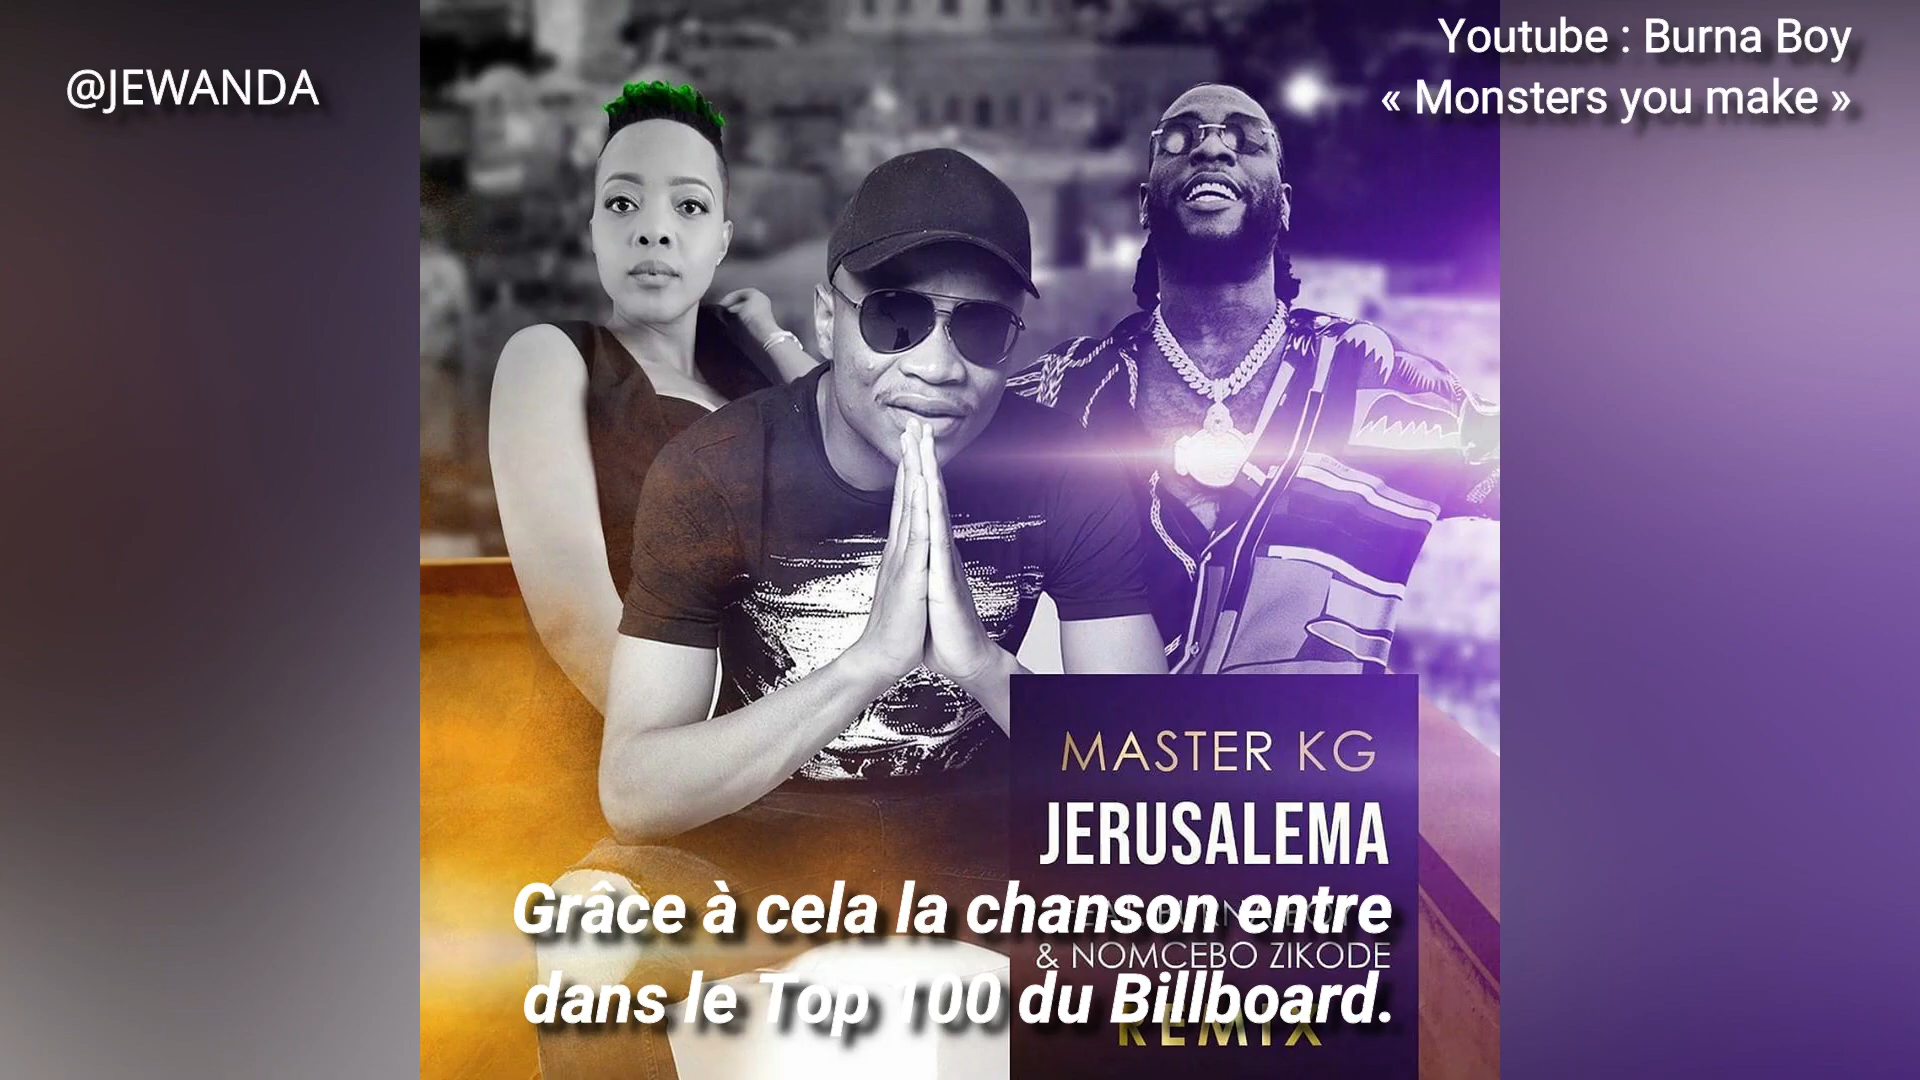 @JEWANDA
Youtube : Burna Boy
« Monsters you make »
MASTER KG
JERUSALEMA
Grâce à cela la chanson entre
& NOMCEBO ZIKODE
dans le Top 100 du Billboard.
REMIX